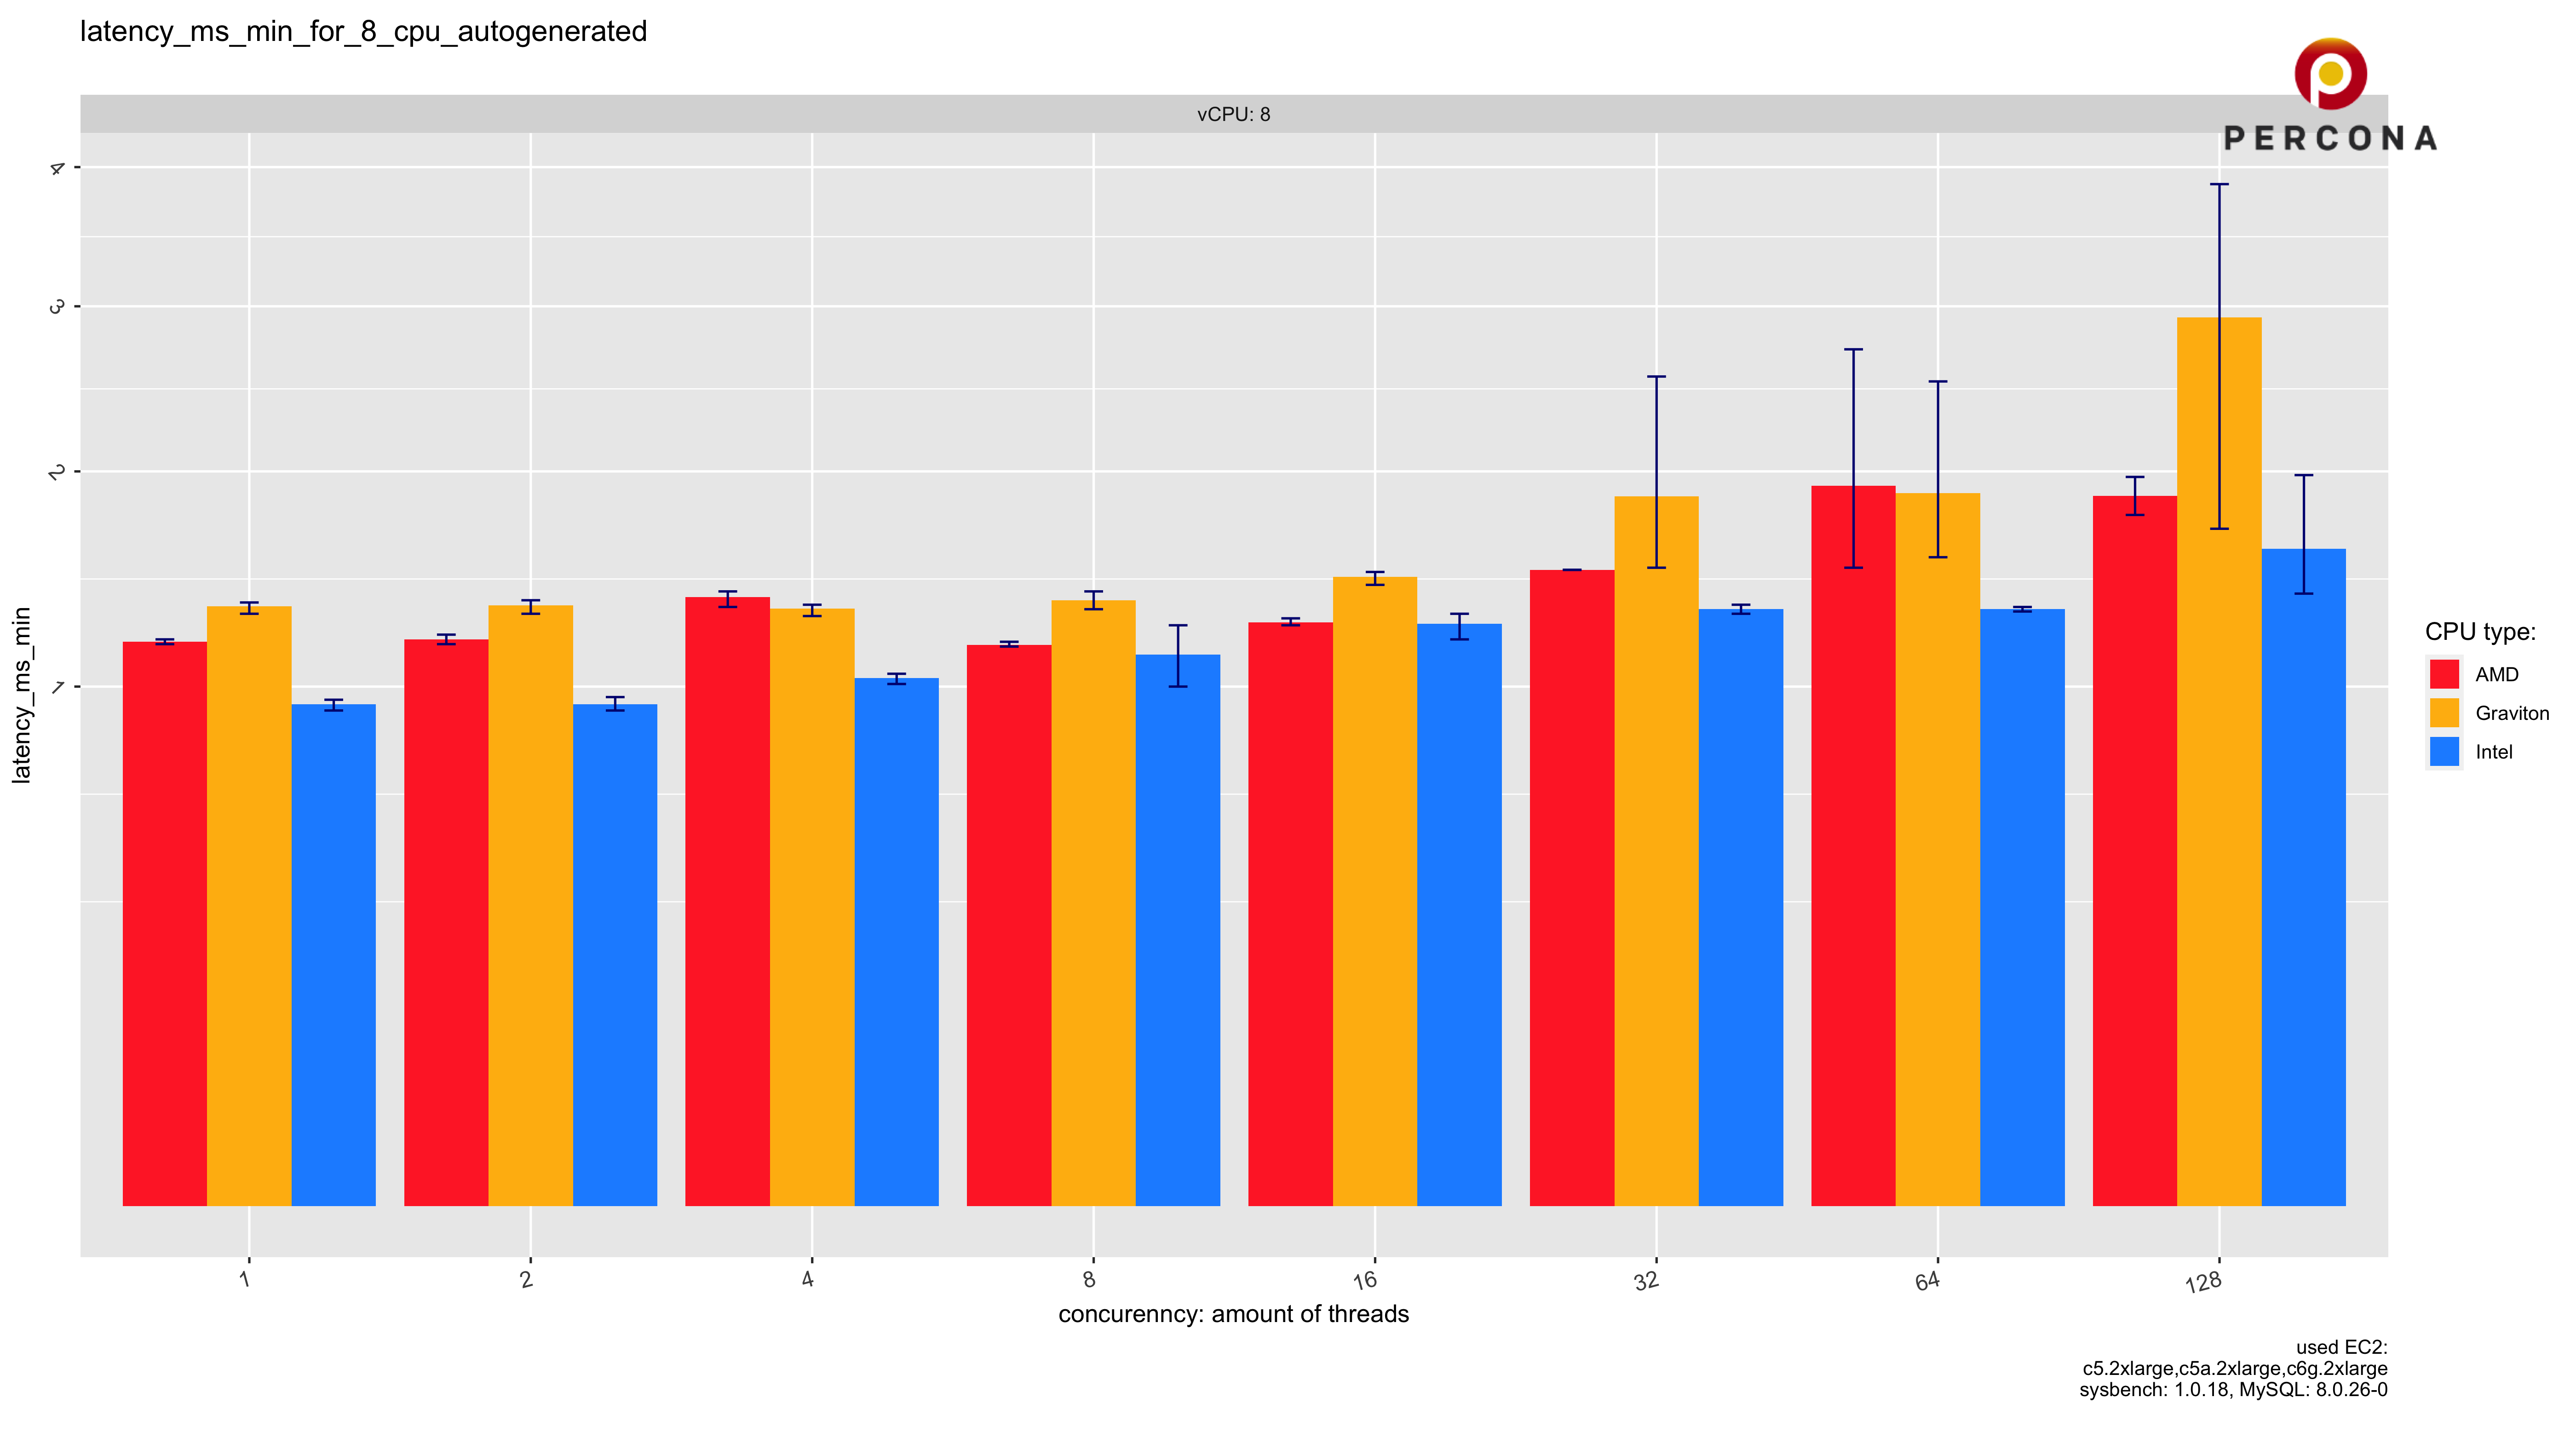 latency_ms_min_for_8_cpu_autogenerated
PERCONA
vCPU: 8
4
3
2
1
latency_ms_min
CPU type:
AMD
Graviton
Intel
1
2
4
8
16
32
64
128
concurenncy: amount of threads
used EC2:
c5.2xlarge,c5a.2xlarge,c6g.2xlarge
sysbench: 1.0.18, MySQL: 8.0.26-0